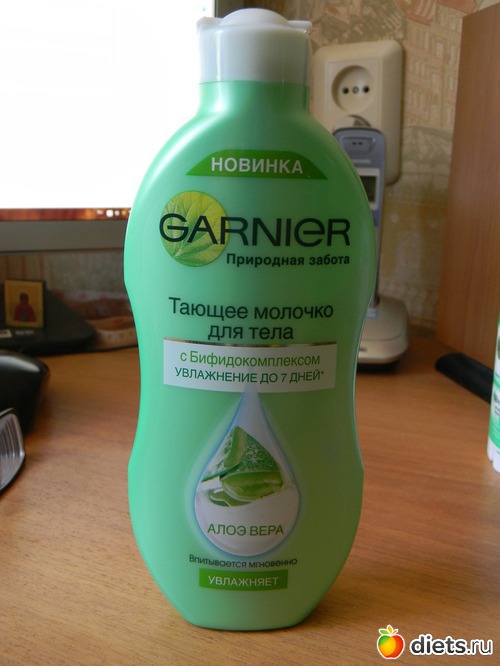 НОВИНКА
GARNIER
Природная забота
Тающее молочко
для тела
с Бифидокомплексом
УВЛАЖНЕНИЕ ДО 7 ДНЕЙ*
АЛОЭ ВЕРА
Впитывается мгновенно
УВЛАЖНЯЕТ
diets.ru